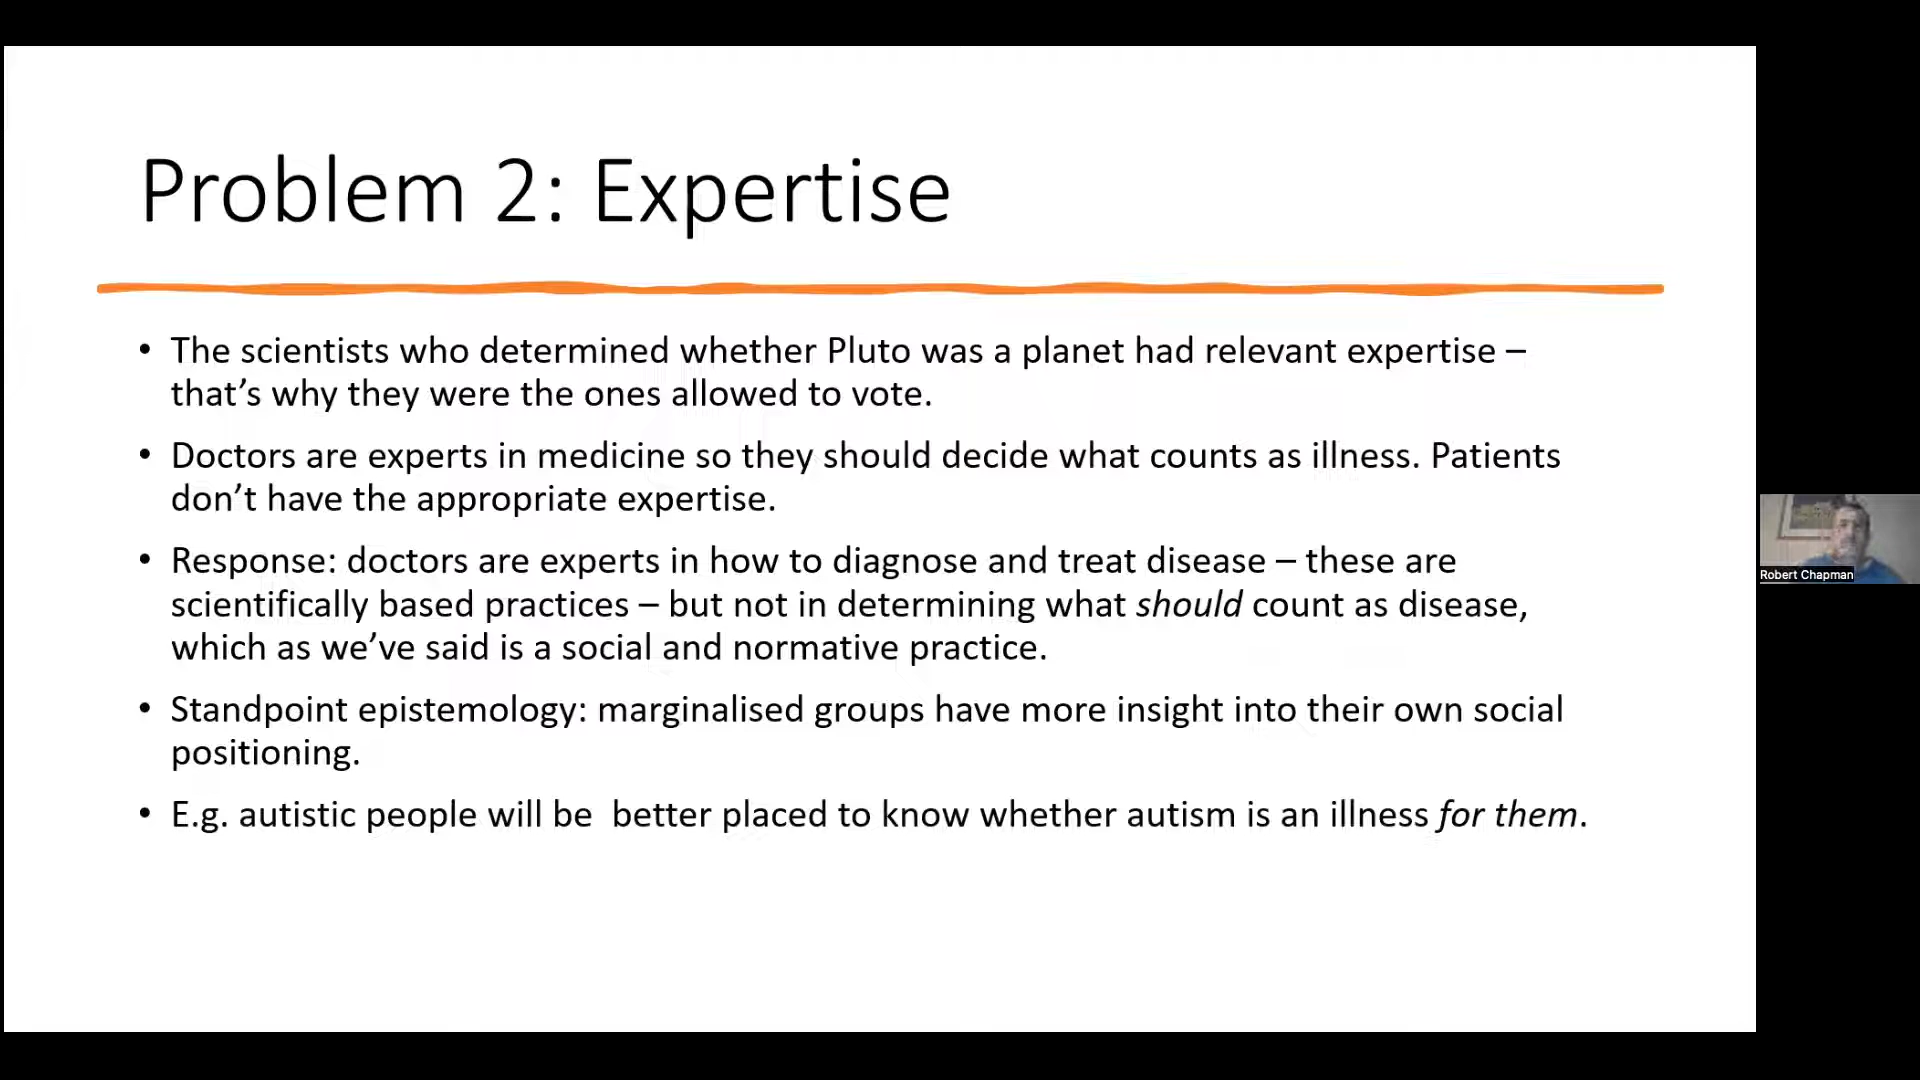 Problem 2: Expertise
• The scientists who determined whether Pluto was a planet had relevant expertise –
that’s why they were the ones allowed to vote.
• Doctors are experts in medicine so they should decide what counts as illness. Patients
don’t have the appropriate expertise.
• Response: doctors are experts in how to diagnose and treat disease – these are
scientifically based practices – but not in determining what should count as disease,
which as we’ve said is a social and normative practice.
• Standpoint epistemology: marginalised groups have more insight into their own social
positioning.
• E.g. autistic people will be  better placed to know whether autism is an illness for them.
Robert Chapman